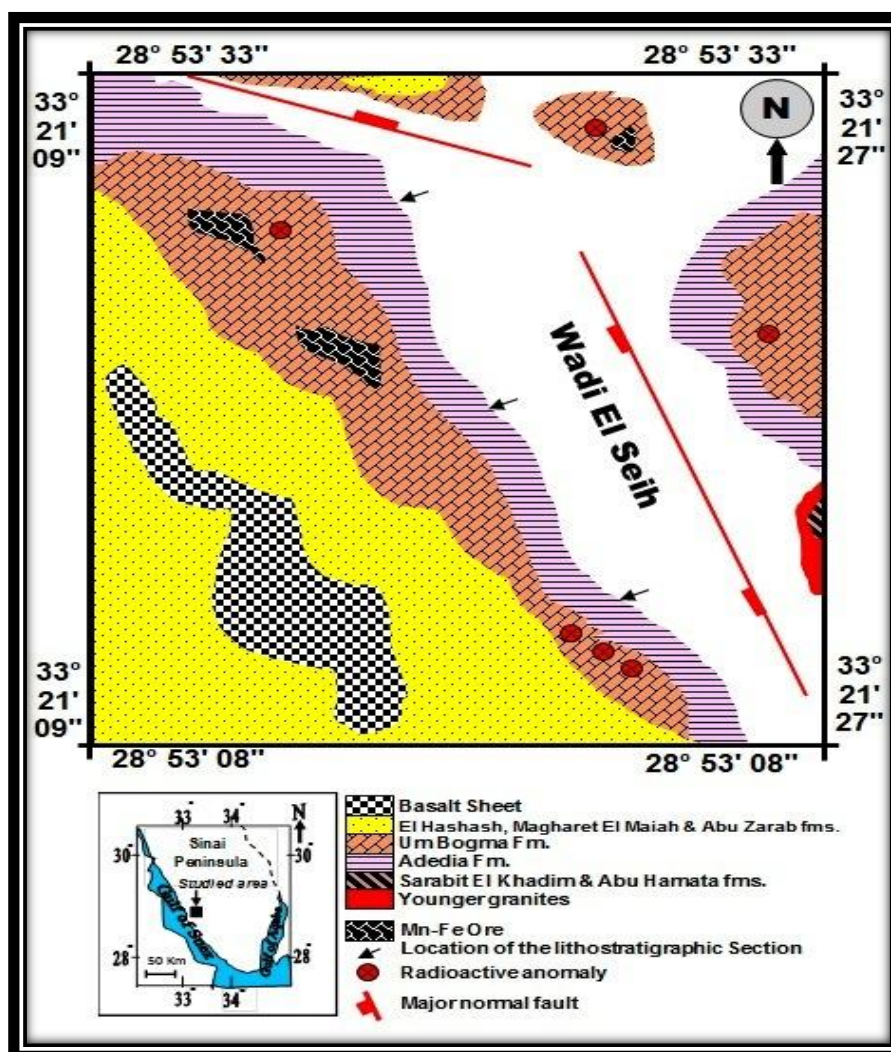 28° 53' 33" 28° 53' 33"
33°
21'
09"
N
33°
21'
27"
Wadi El Seih
33°
21'
09"
33°
21'
27"
28° 53' 08" 28° 53' 08"
33 34 N
30 Sinai 30
Peninsula
Studied area
Gulf of Suez
28 28
50 Km
33 34
Basalt Sheet
El Hashash, Magharet El Maiah & Abu Zarab fms.
Um Bogma Fm.
Adedia Fm.
Sarabit El Khadim & Abu Hamata fms.
Younger granites
Mn-Fe Ore
Location of the lithostratigraphic Section
Radioactive anomaly
Major normal fault